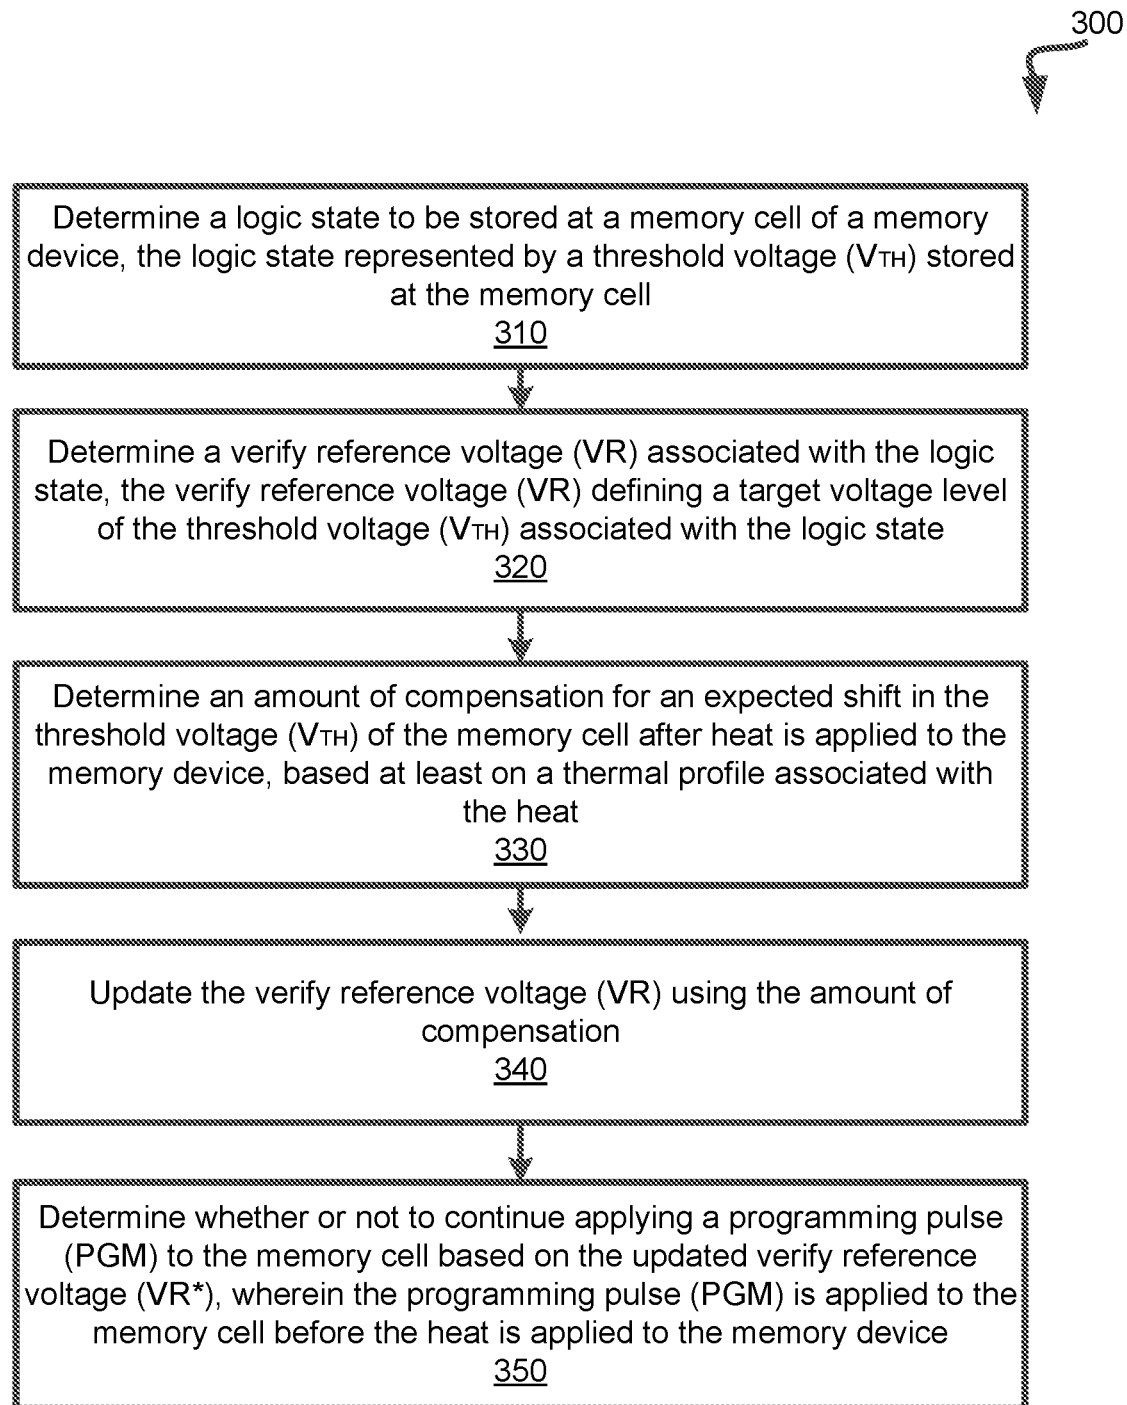 300
Determine a logic state to be stored at a memory cell of a memory
device, the logic state represented by a threshold voltage (VTH) stored
at the memory cell
310
Determine a verify reference voltage (VR) associated with the logic
state, the verify reference voltage (VR) defining a target voltage level
of the threshold voltage (VTH) associated with the logic state
320
Determine an amount of compensation for an expected shift in the
threshold voltage (VTH) of the memory cell after heat is applied to the
memory device, based at least on a thermal profile associated with
the heat
330
Update the verify reference voltage (VR) using the amount of
compensation
340
Determine whether or not to continue applying a programming pulse
(PGM) to the memory cell based on the updated verify reference
voltage (VR*), wherein the programming pulse (PGM) is applied to the
memory cell before the heat is applied to the memory device
350